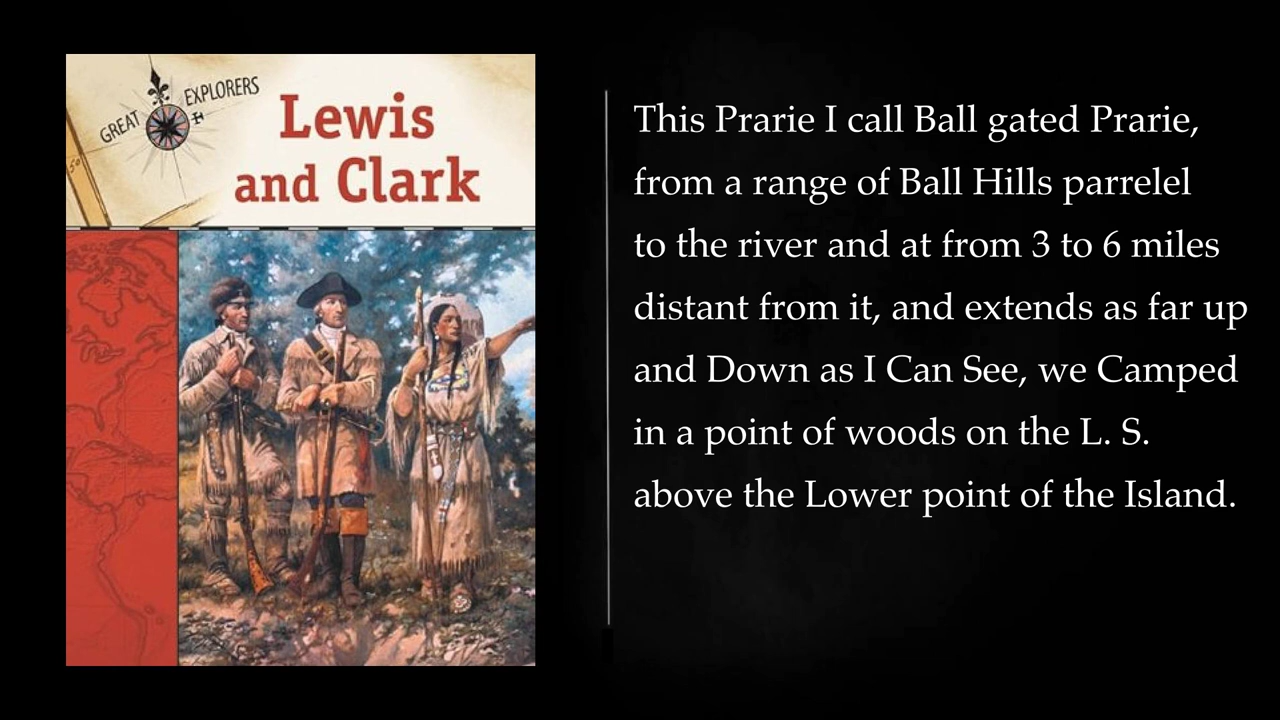 GREAT EXPLORERS
Lewis
and Clark
50
This Prarie I call Ball gated Prarie,
from a range of Ball Hills parrelel
to the river and at from 3 to 6 miles
distant from it, and extends as far up
and Down as I Can See, we Camped
in a point of woods on the L. S.
above the Lower point of the Island.